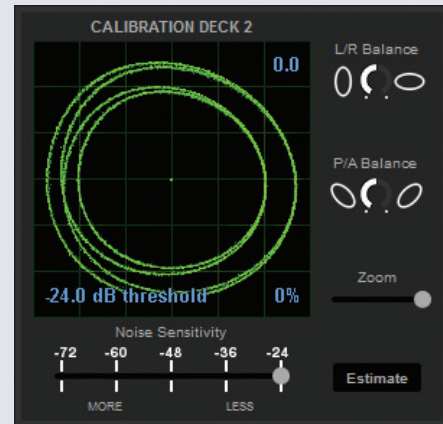 CALIBRATION DECK 2
0.0
L/R Balance
P/A Balance
Zoom
-24.0 dB threshold 0%
Noise Sensitivity
-72 -60 -48 -36 -24
MORE LESS
Estimate